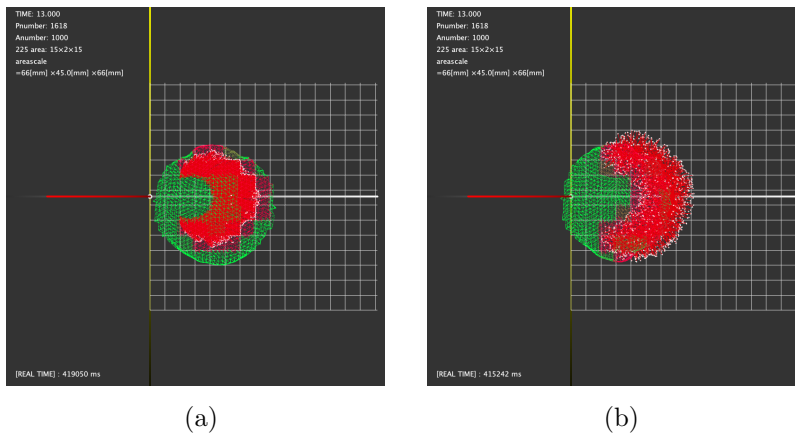 TIME: 13.000
Pnumber: 1618
Anumber: 1000
225 area: 15×2×15
areascale
=66[mm] ×45.0[mm] ×66[mm]
[REAL TIME] : 419050 ms
(a)
TIME: 13.000
Pnumber: 1618
Anumber: 1000
225 area: 15×2×15
areascale
=66[mm] ×45.0[mm] ×66[mm]
[REAL TIME] : 415242 ms
(b)